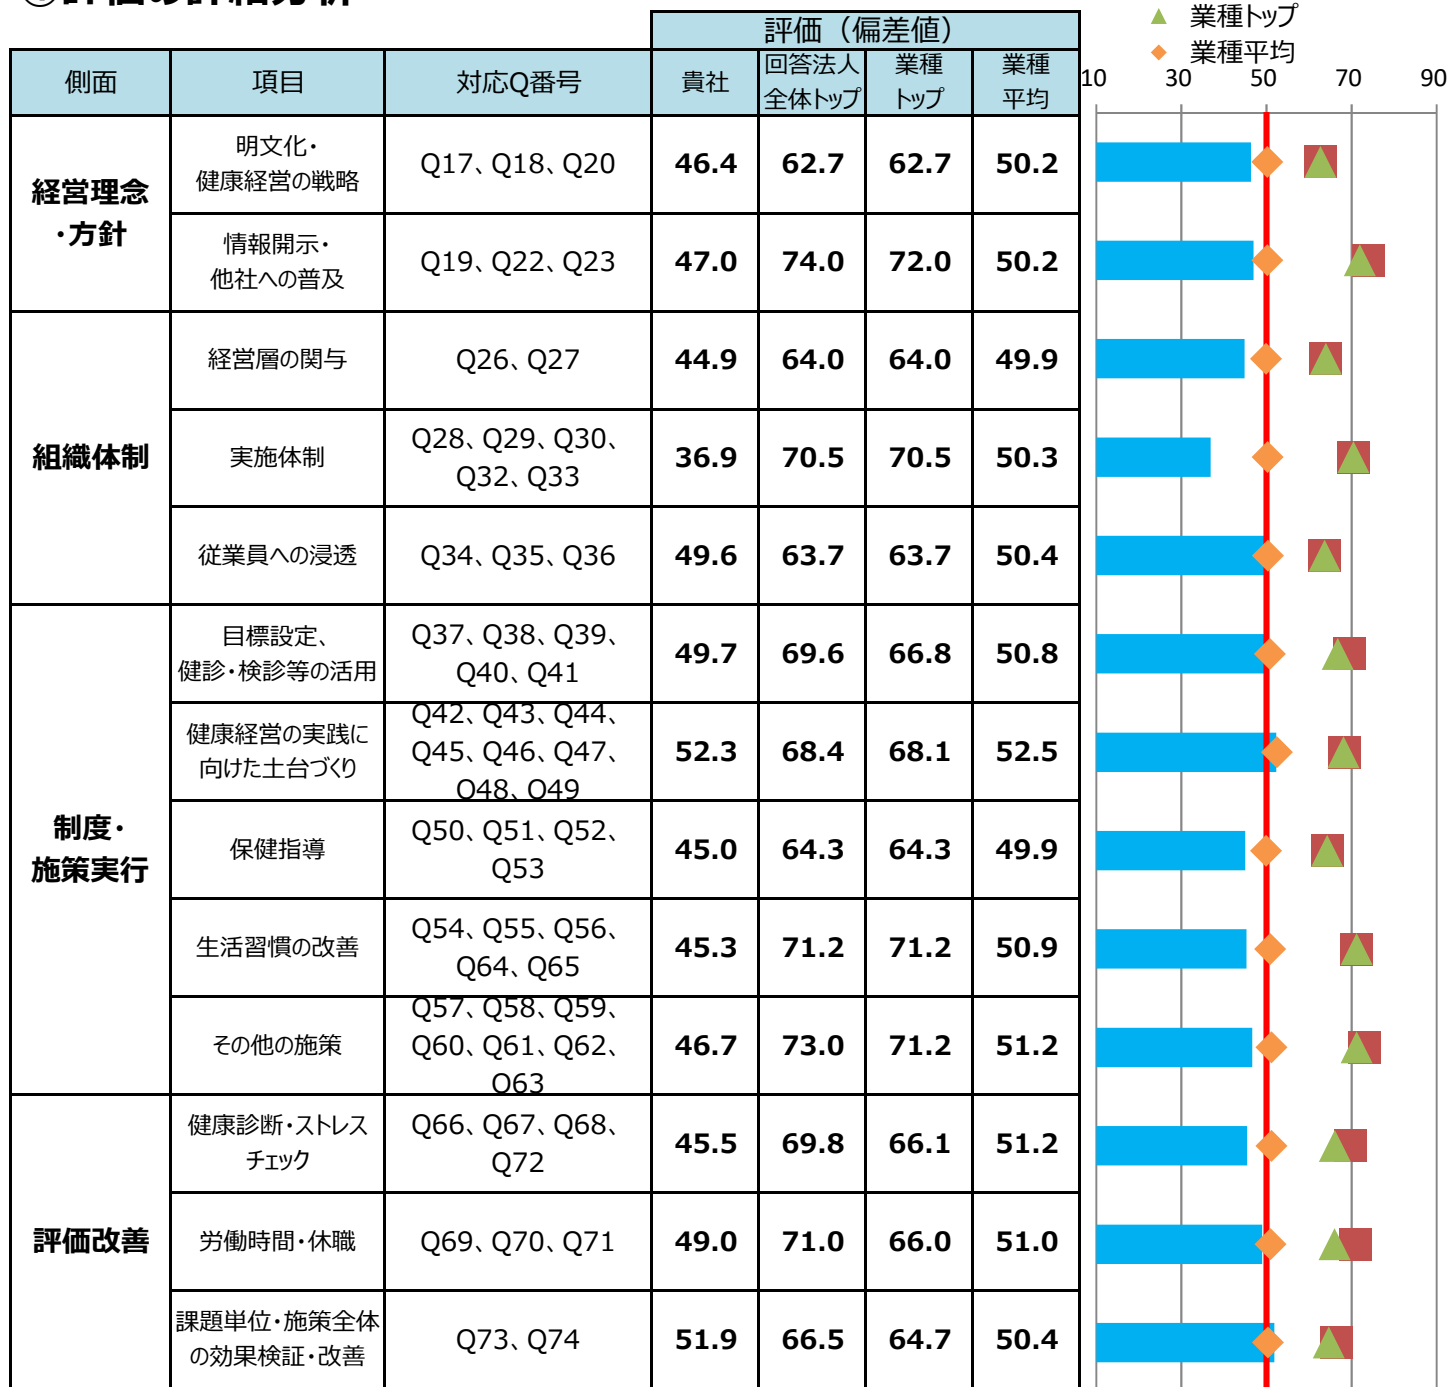 評価の詳細分析
▲ 業種トップ
◆ 業種平均
評価（偏差値）
側面 項目 対応Q番号 貴社 回答法人 全体トップ 業種 トップ 業種 平均
10 30 50 70 90
経営理念
・方針
明文化・
健康経営の戦略
Q17、Q18、Q20
46.4 62.7 62.7 50.2
情報開示・
他社への普及
Q19、Q22、Q23
47.0 74.0 72.0 50.2
組織体制
経営層の関与
Q26、Q27
44.9 64.0 64.0 49.9
実施体制
Q28、Q29、Q30、
Q32、Q33
36.9 70.5 70.5 50.3
従業員への浸透
Q34、Q35、Q36
49.6 63.7 63.7 50.4
制度・
施策実行
目標設定、
健診・検診等の活用
Q37、Q38、Q39、
Q40、Q41
49.7 69.6 66.8 50.8
健康経営の実践に
向けた土台づくり
Q42、Q43、Q44、
Q45、Q46、Q47、
Q48、Q49
52.3 68.4 68.1 52.5
保健指導
Q50、Q51、Q52、
Q53
45.0 64.3 64.3 49.9
生活習慣の改善
Q54、Q55、Q56、
Q64、Q65
45.3 71.2 71.2 50.9
その他の施策
Q57、Q58、Q59、
Q60、Q61、Q62、
Q63
46.7 73.0 71.2 51.2
評価改善
健康診断・ストレス
チェック
Q66、Q67、Q68、
Q72
45.5 69.8 66.1 51.2
労働時間・休職
Q69、Q70、Q71
49.0 71.0 66.0 51.0
課題単位・施策全体
の効果検証・改善
Q73、Q74
51.9 66.5 64.7 50.4